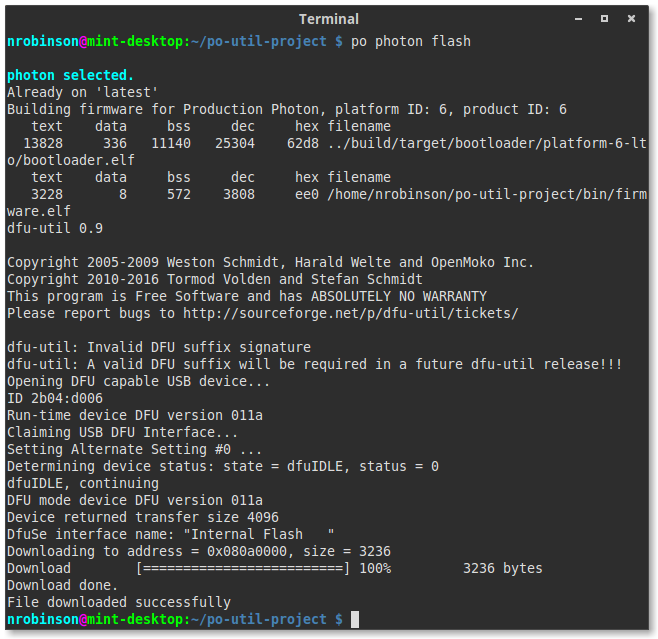 Terminal
nrobinson@mint-desktop:~/po-util-project $ po photon flash
photon selected.
Already on 'latest'
Building firmware for Production Photon, platform ID: 6, product ID: 6
   text    data     bss     dec     hex filename
  13828     336   11140   25304    62d8 ../build/target/bootloader/platform-6-lt
o/bootloader.elf
   text    data     bss     dec     hex filename
   3228       8     572    3808     ee0 /home/nrobinson/po-util-project/bin/firm
ware.elf
dfu-util 0.9
Copyright 2005-2009 Weston Schmidt, Harald Welte and OpenMoko Inc.
Copyright 2010-2016 Tormod Volden and Stefan Schmidt
This program is Free Software and has ABSOLUTELY NO WARRANTY
Please report bugs to http://sourceforge.net/p/dfu-util/tickets/
dfu-util: Invalid DFU suffix signature
dfu-util: A valid DFU suffix will be required in a future dfu-util release!!!
Opening DFU capable USB device...
ID 2b04:d006
Run-time device DFU version 011a
Claiming USB DFU Interface...
Setting Alternate Setting #0 ...
Determining device status: state = dfuIDLE, status = 0
dfuIDLE, continuing
DFU mode device DFU version 011a
Device returned transfer size 4096
DfuSe interface name: "Internal Flash   "
Downloading to address = 0x080a0000, size = 3236
Download        [=========================] 100%         3236 bytes
Download done.
File downloaded successfully
nrobinson@mint-desktop:~/po-util-project $